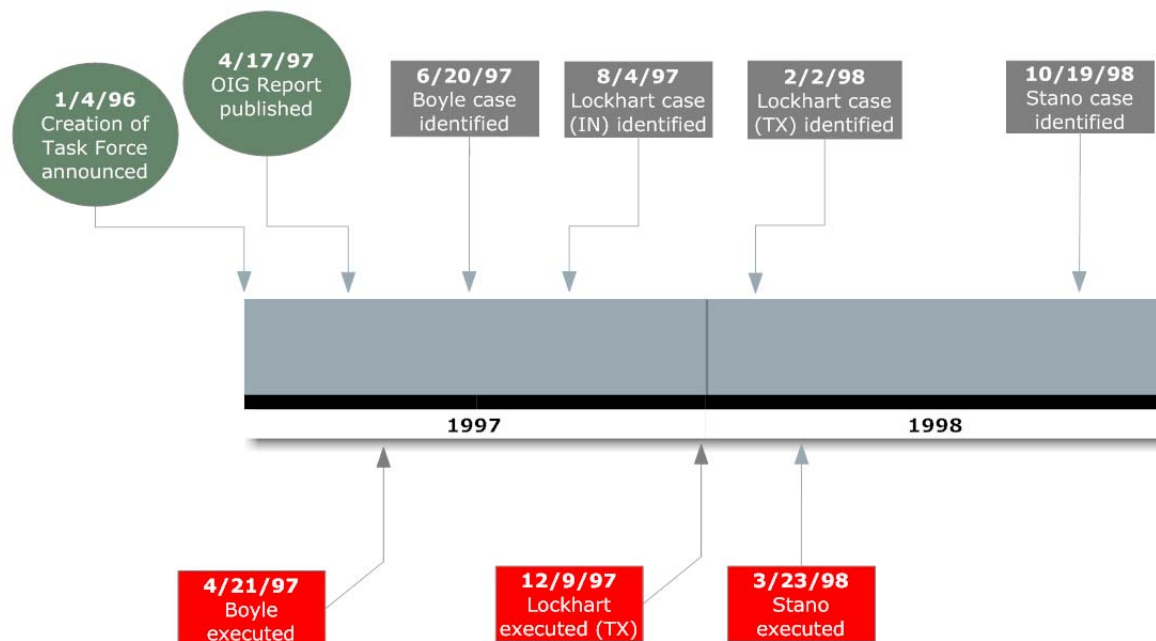 1/4/96
Creation of
Task Force
announced
4/17/97
OIG Report
published
6/20/97
Boyle case
identified
8/4/97
Lockhart case
(IN) identified
2/2/98
Lockhart case
(TX) identified
10/19/98
Stano case
identified
1997
1998
4/21/97
Boyle
executed
12/9/97
Lockhart
executed (TX)
3/23/98
Stano
executed